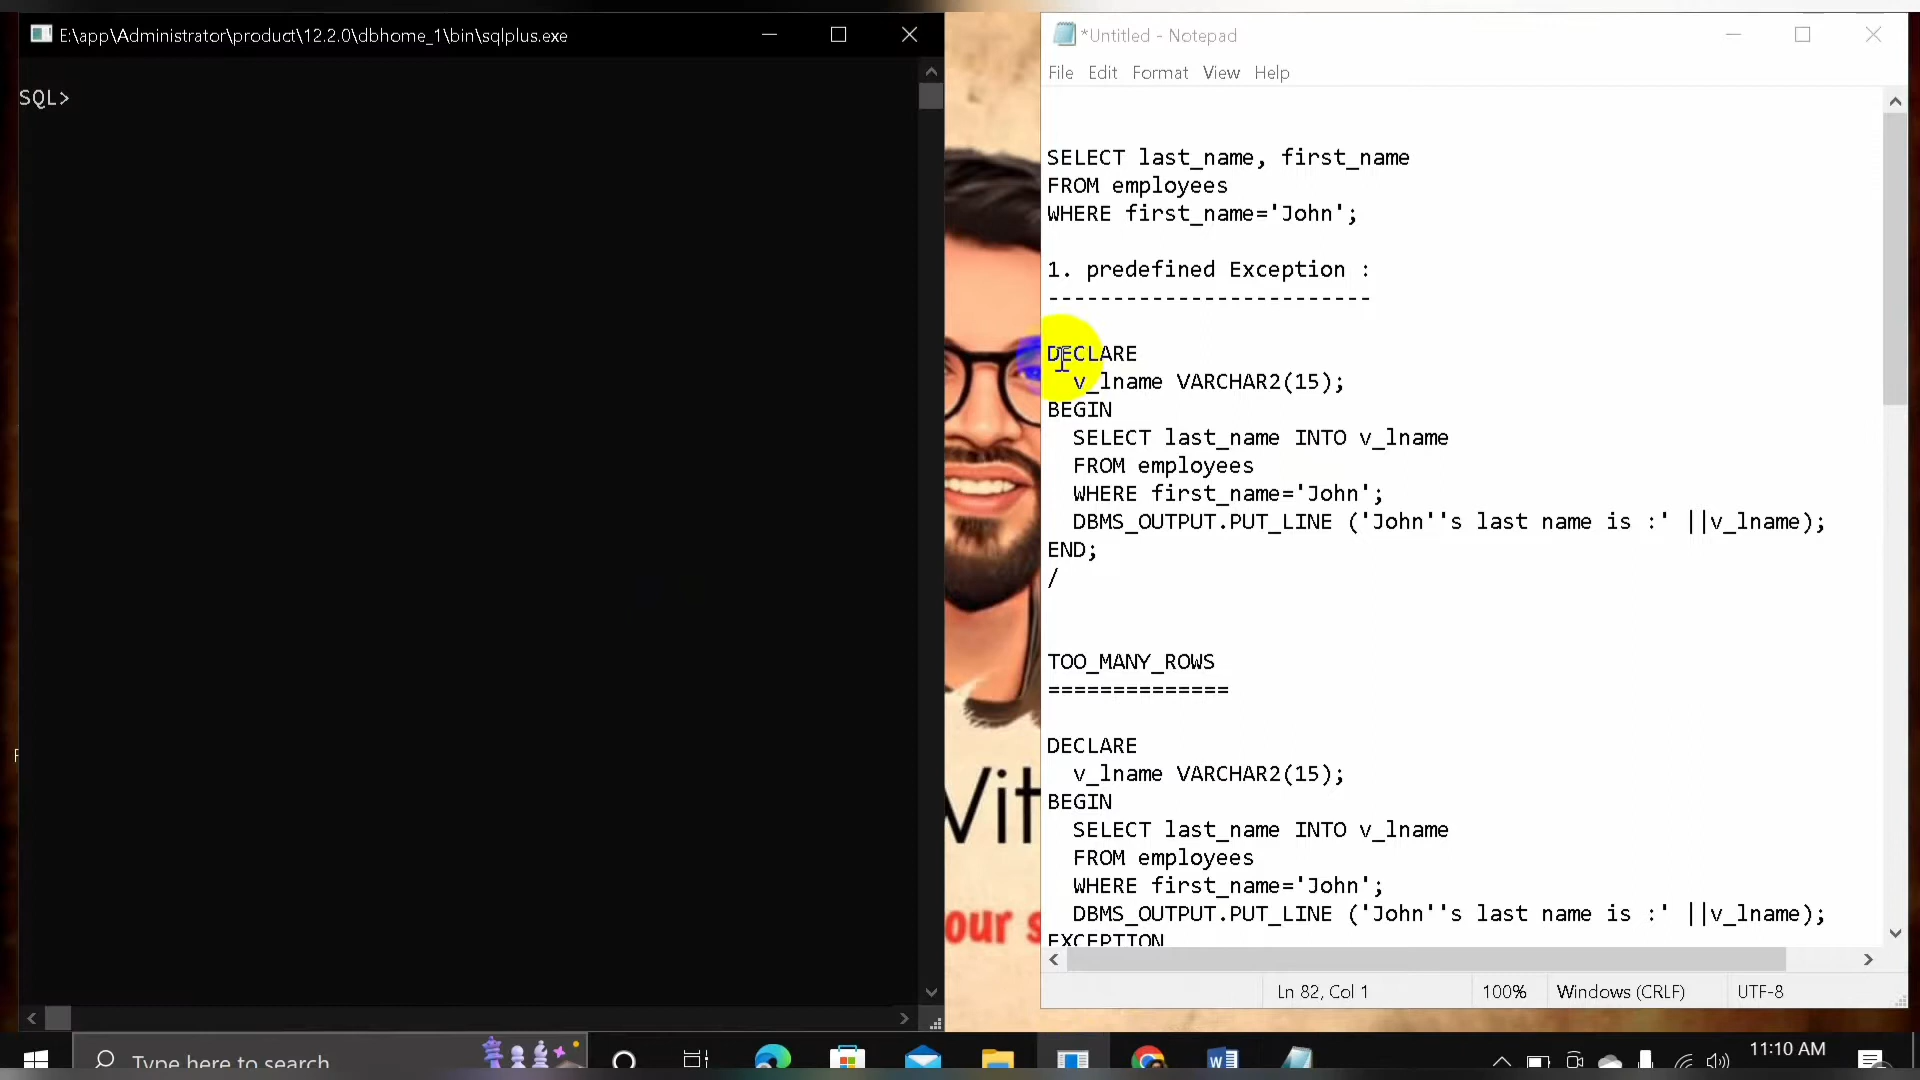 E:\app\Administrator\product\12.2.0\dbhome_1\bin\sqlplus.exe
SQL>
*Untitled - Notepad
File Edit Format View Help
SELECT last_name, first_name
FROM employees
WHERE first_name='John';
1. predefined Exception :
-------------------------
DECLARE
v_lname VARCHAR2(15);
BEGIN
SELECT last_name INTO v_lname
FROM employees
WHERE first_name='John';
DBMS_OUTPUT.PUT_LINE ('John''s last name is :' ||v_lname);
END;
/
TOO_MANY_ROWS
==============
DECLARE
v_lname VARCHAR2(15);
BEGIN
SELECT last_name INTO v_lname
FROM employees
WHERE first_name='John';
DBMS_OUTPUT.PUT_LINE ('John''s last name is :' ||v_lname);
EXCEPTION
Vit
our s
Ln 82, Col 1 100% Windows (CRLF) UTF-8
Type here to search
11:10 AM